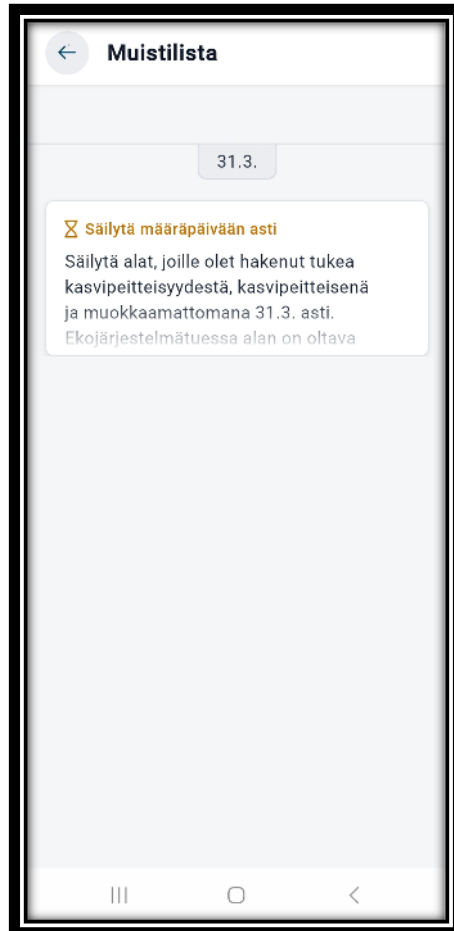 Muistilista
31.3.
Säilytä määräpäivään asti
Säilytä alat, joille olet hakenut tukea
kasvipeitteisyydestä, kasvipeitteisenä
ja muokkaamattomana 31.3. asti.
Ekojärjestelmätuessa alan on oltava